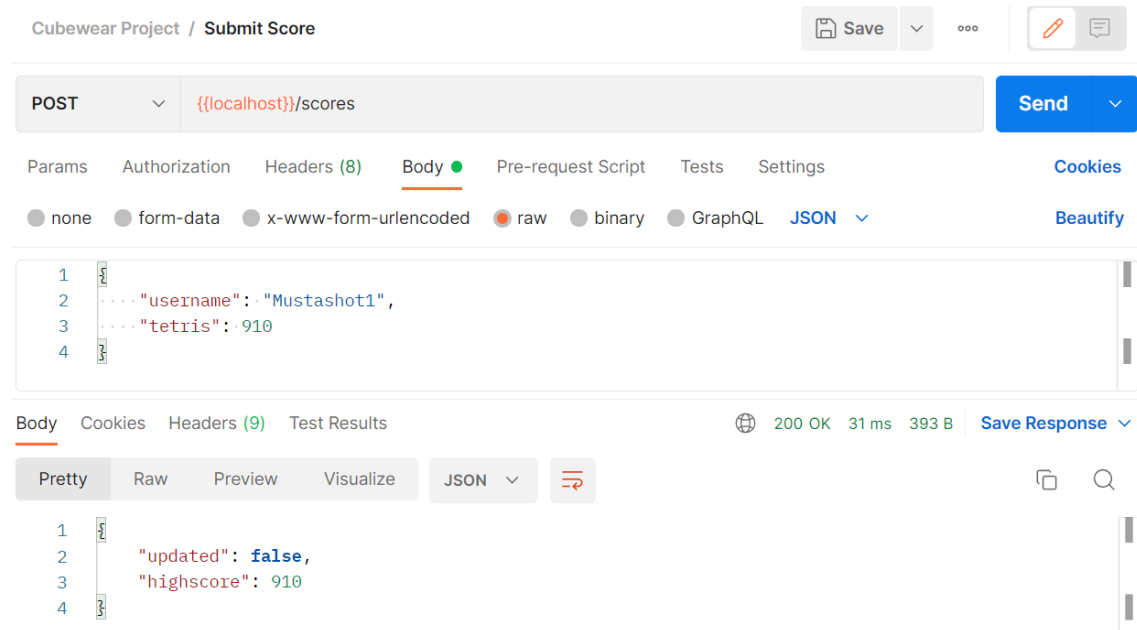 Cubewear Project / Submit Score Save
POST {{localhost}}/scores Send
Params Authorization Headers (8) Body Pre-request Script Tests Settings Cookies
none form-data x-www-form-urlencoded raw binary GraphQL JSON Beautify
1 {
2 ····"username":·"Mustashot1",
3 ····"tetris":·910
4 }
Body Cookies Headers (9) Test Results 200 OK 31 ms 393 B Save Response
Pretty Raw Preview Visualize JSON
1 {
2 "updated": false,
3 "highscore": 910
4 }